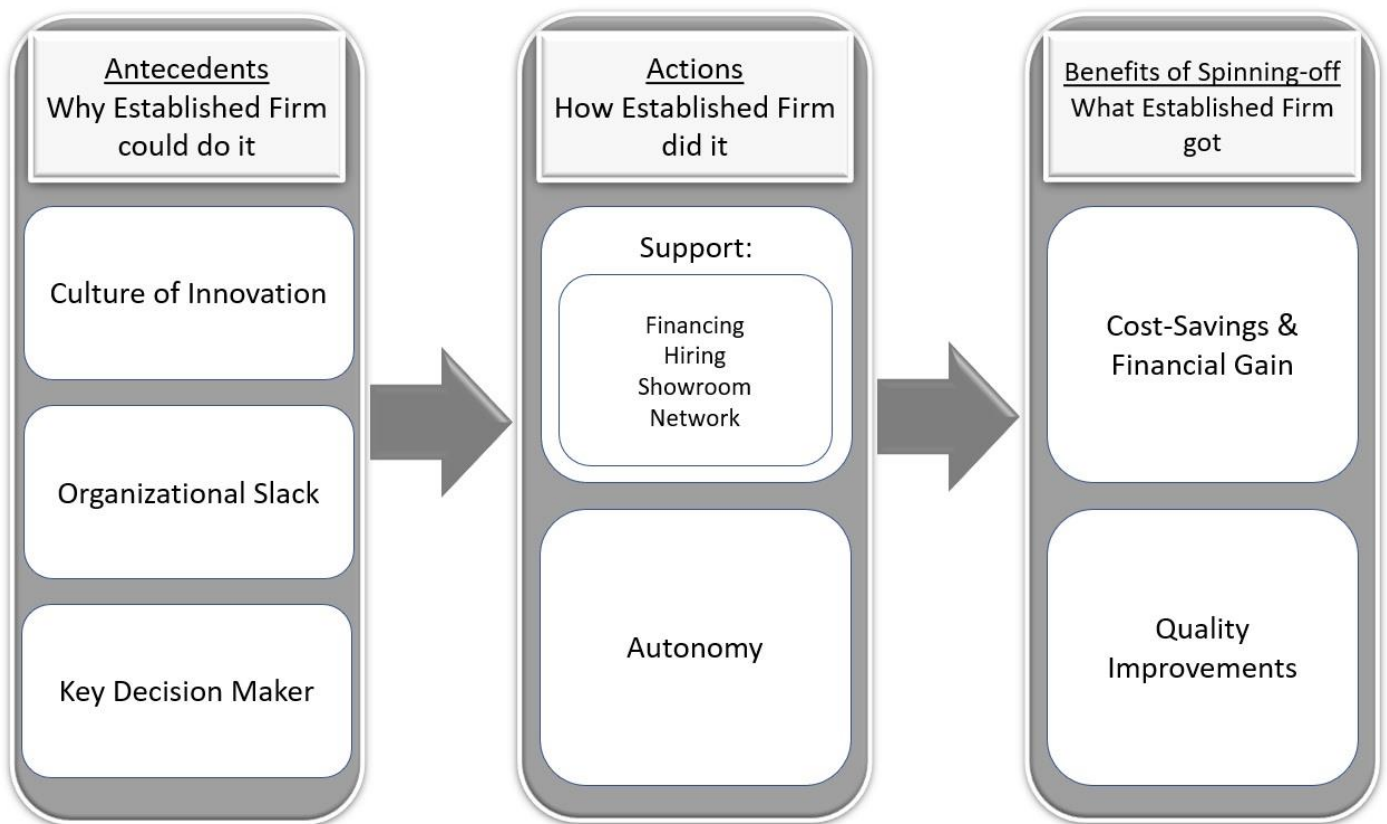 Antecedents
Why Established Firm
could do it
Culture of Innovation
Organizational Slack
Key Decision Maker
Actions
How Established Firm
did it
Support:
Financing
Hiring
Showroom
Network
Autonomy
Benefits of Spinning-off
What Established Firm
got
Cost-Savings &
Financial Gain
Quality
Improvements